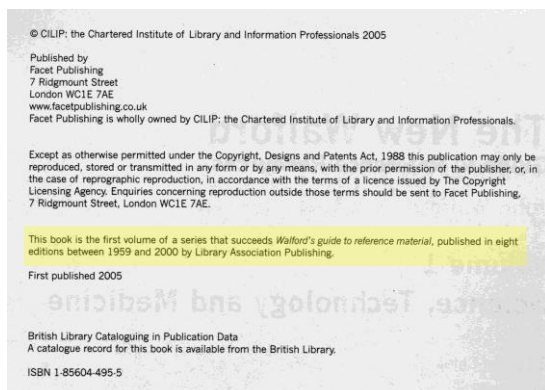 © CILIP: the Chartered Institute of Library and Information Professionals 2005
Published by
Facet Publishing
7 Ridgmount Street
London WC1E 7AE
www.facetpublishing.co.uk
Facet Publishing is wholly owned by CILIP: the Chartered Institute of Library and Information Professionals.
The New Walford
Except as otherwise permitted under the Copyright, Designs and Patents Act, 1988 this publication may only be
reproduced, stored or transmitted in any form or by any means, with the prior permission of the publisher, or, in
the case of reprographic reproduction, in accordance with the terms of a licence issued by The Copyright
Licensing Agency. Enquiries concerning reproduction outside those terms should be sent to Facet Publishing,
7 Ridgmount Street, London WC1E 7AE.
This book is the first volume of a series that succeeds Walford's guide to reference material, published in eight
editions between 1959 and 2000 by Library Association Publishing.
First published 2005
Science, Technology and Medicine
British Library Cataloguing in Publication Data
A catalogue record for this book is available from the British Library.
ISBN 1-85604-495-5